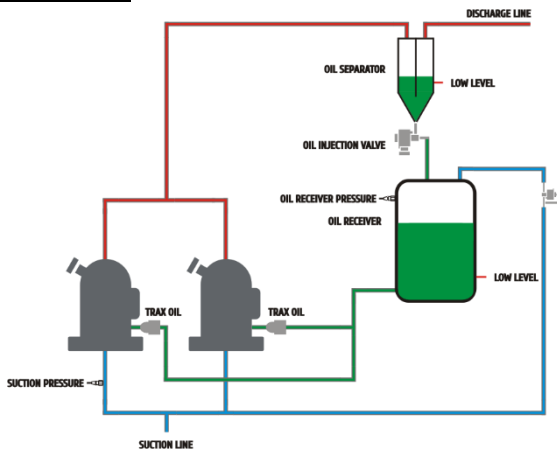 DISCHARGE LINE
OIL SEPARATOR
LOW LEVEL
OIL INJECTION VALVE
OIL RECEIVER PRESSURE
OIL RECEIVER
LOW LEVEL
TRAX OIL
TRAX OIL
SUCTION PRESSURE
SUCTION LINE